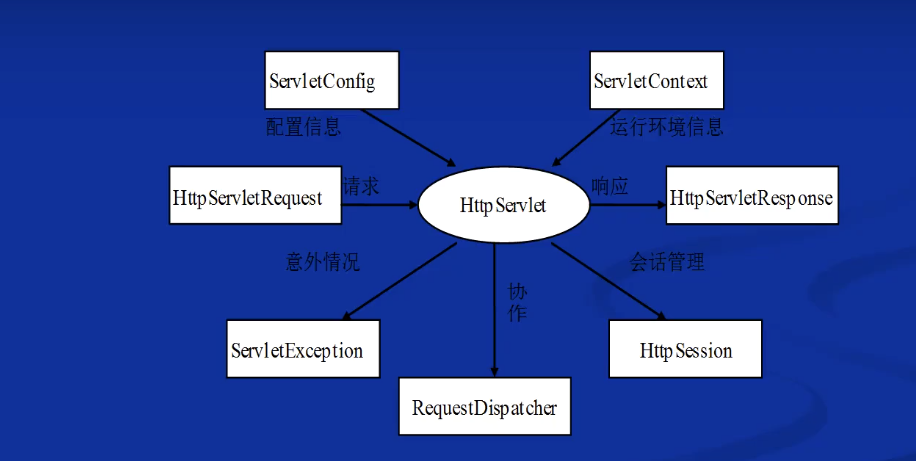 ServletConfig
ServletContext
配置信息
运行环境信息
HttpServletRequest
请求
HttpServlet
响应
HttpServletResponse
意外情况
协
作
会话管理
ServletException
HttpSession
RequestDispatcher